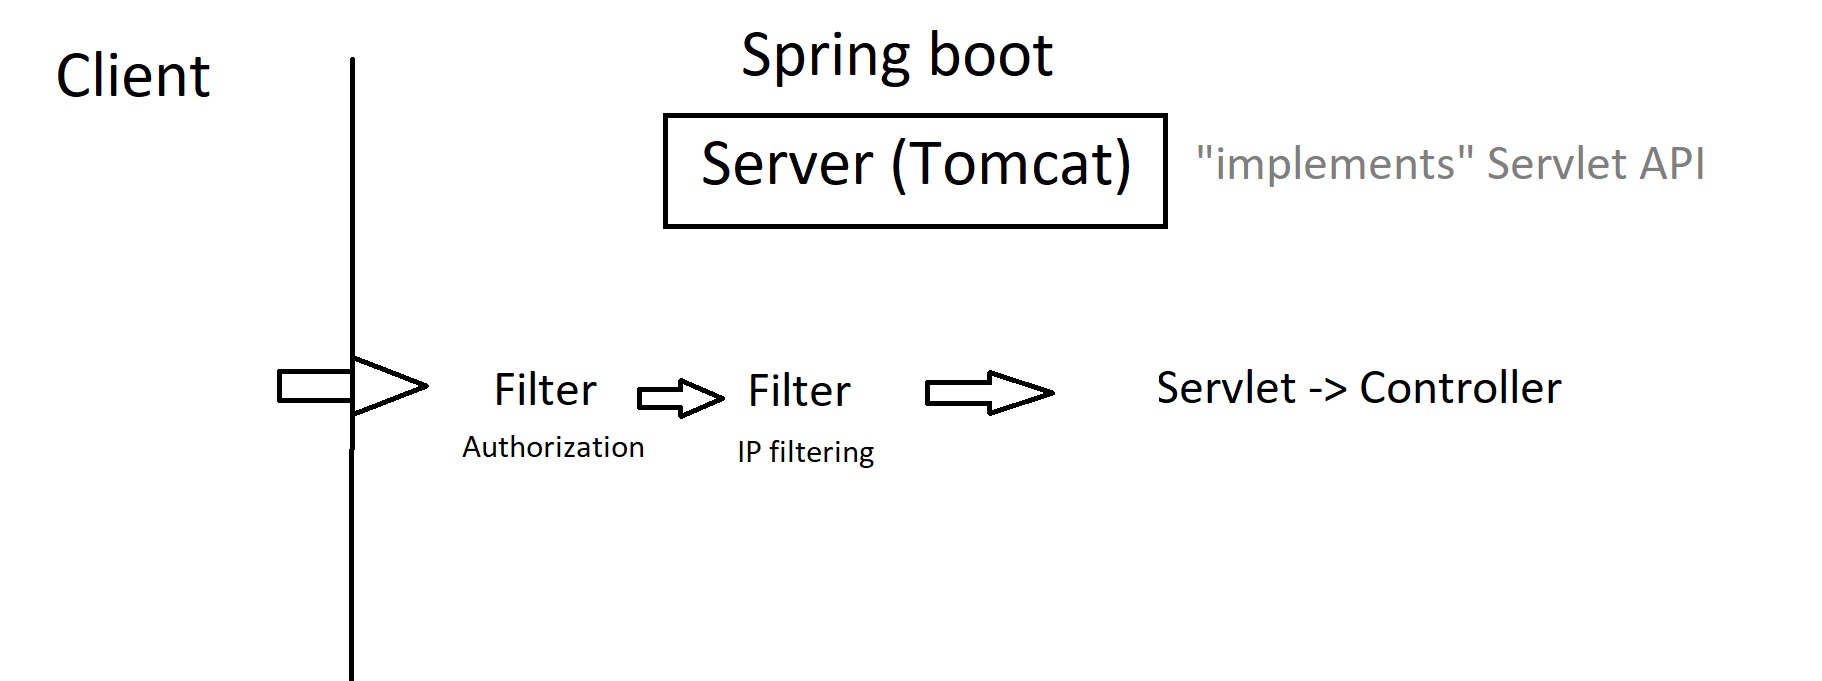 Client
Spring boot
Server (Tomcat)
"implements" Servlet API
Filter
Filter
Servlet -> Controller
Authorization
IP filtering